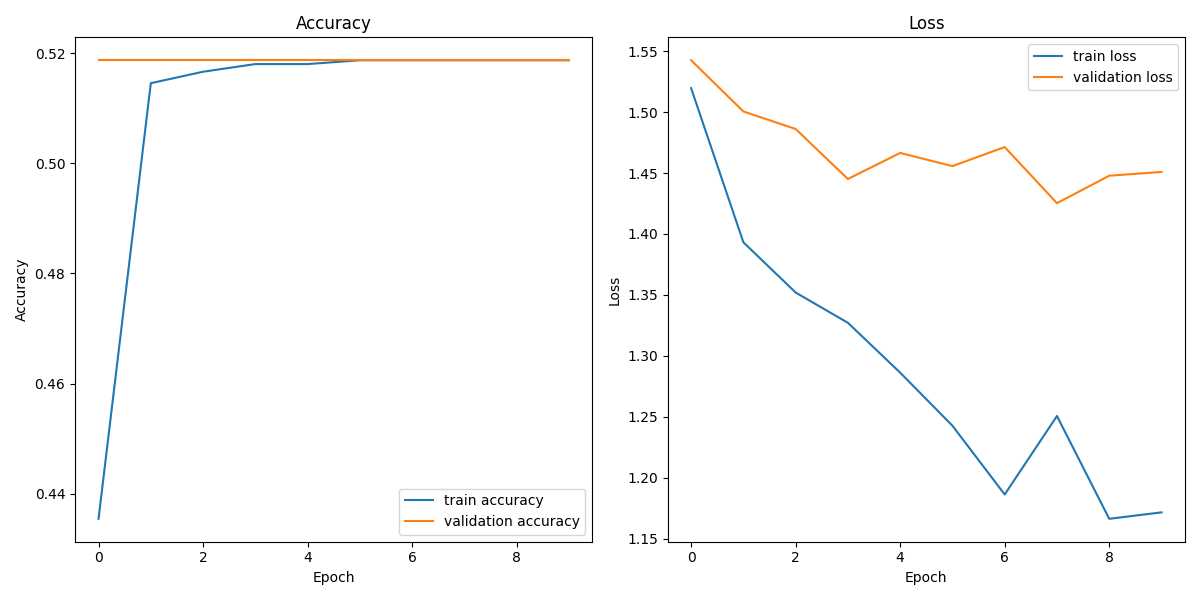 Accuracy
0.52
0.50
0.48
0.46
0.44
Accuracy
train accuracy
validation accuracy
0
2
4
6
8
Epoch
Loss
1.55
1.50
1.45
1.40
1.35
1.30
1.25
1.20
1.15
Loss
train loss
validation loss
0
2
4
6
8
Epoch